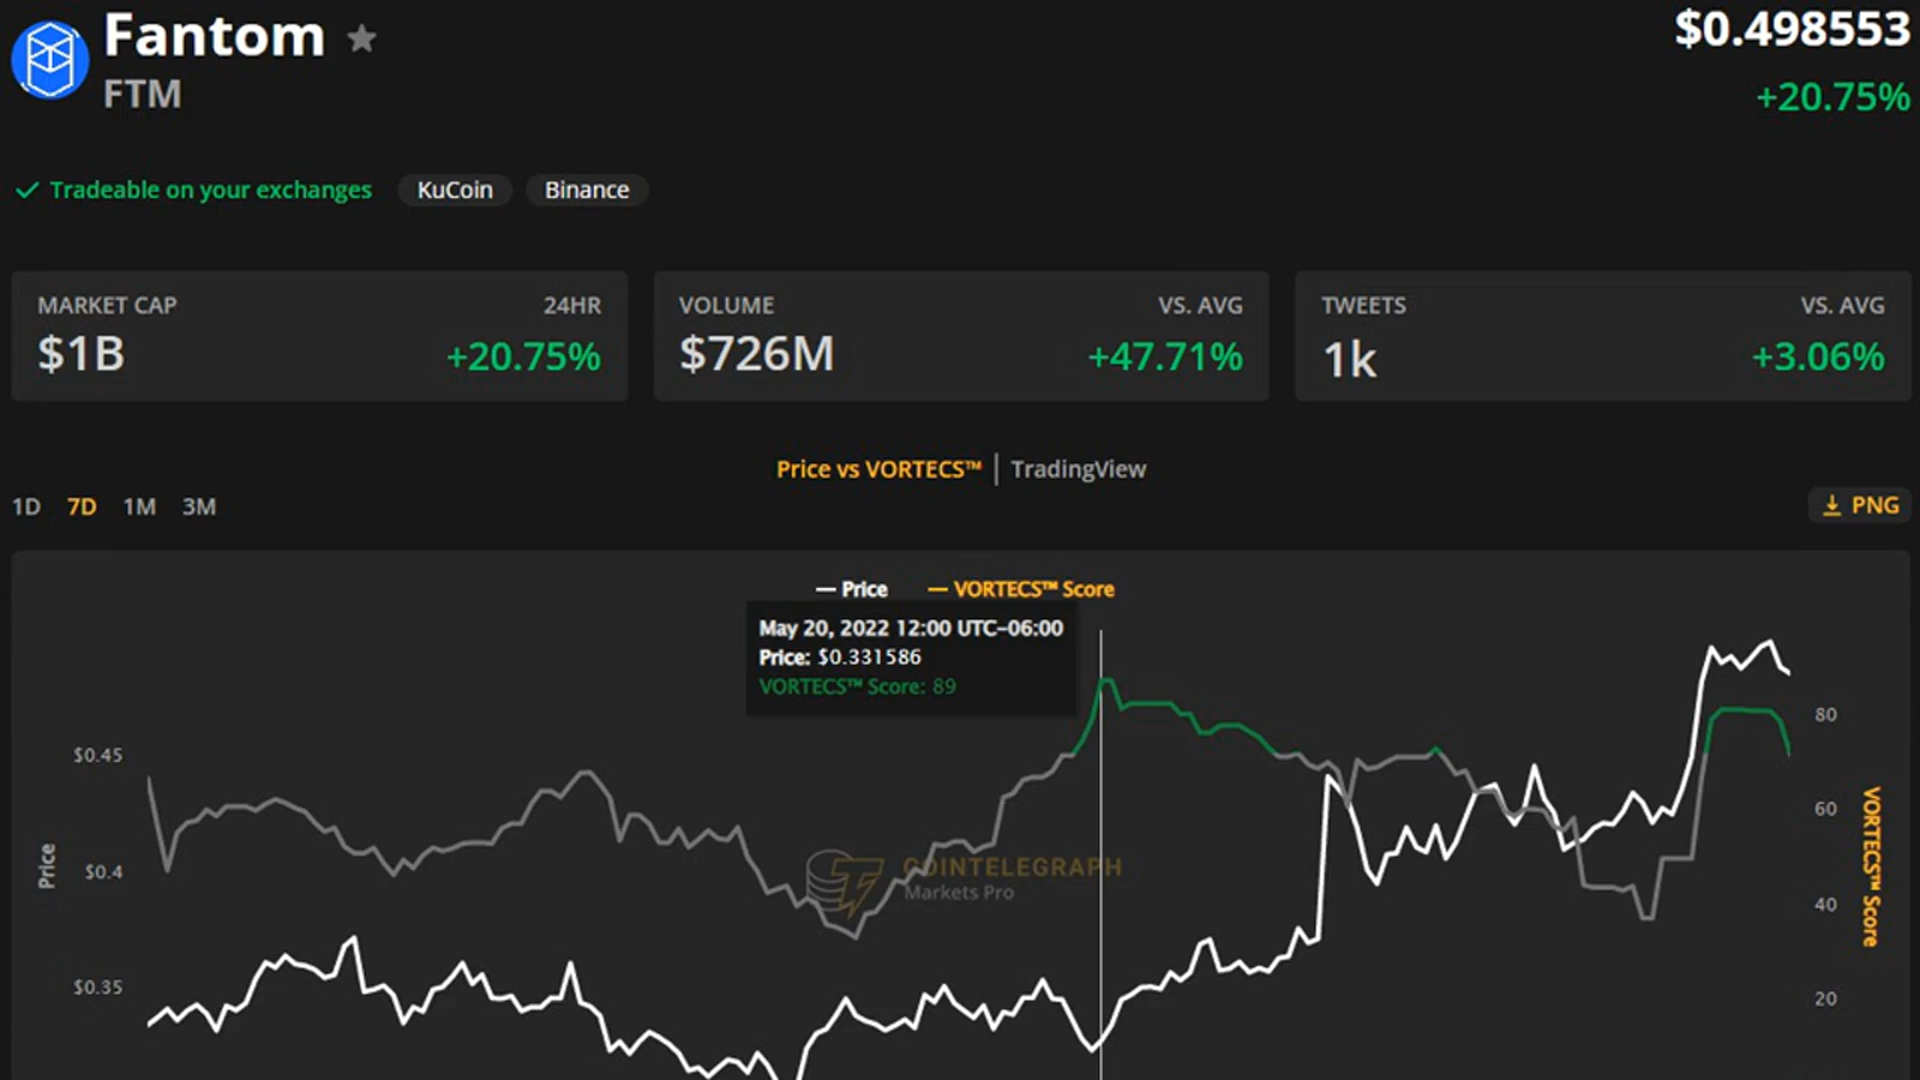 Fantom
$0.498553
FTM
+20.75%
Tradeable on your exchanges KuCoin Binance
MARKET CAP 24HR
$1B +20.75%
VOLUME VS. AVG
$726M +47.71%
TWEETS VS. AVG
1k +3.06%
Price vs VORTECS™ | TradingView
1D 7D 1M 3M
PNG
Price VORTECS™ Score
May 20, 2022 12:00 UTC-06:00
Price: $0.331586
VORTECS™ Score: 89
$0.45
$0.4
$0.35
Price
80
60
40
20
VORTECS™ Score
COINTELEGRAPH
Markets Pro